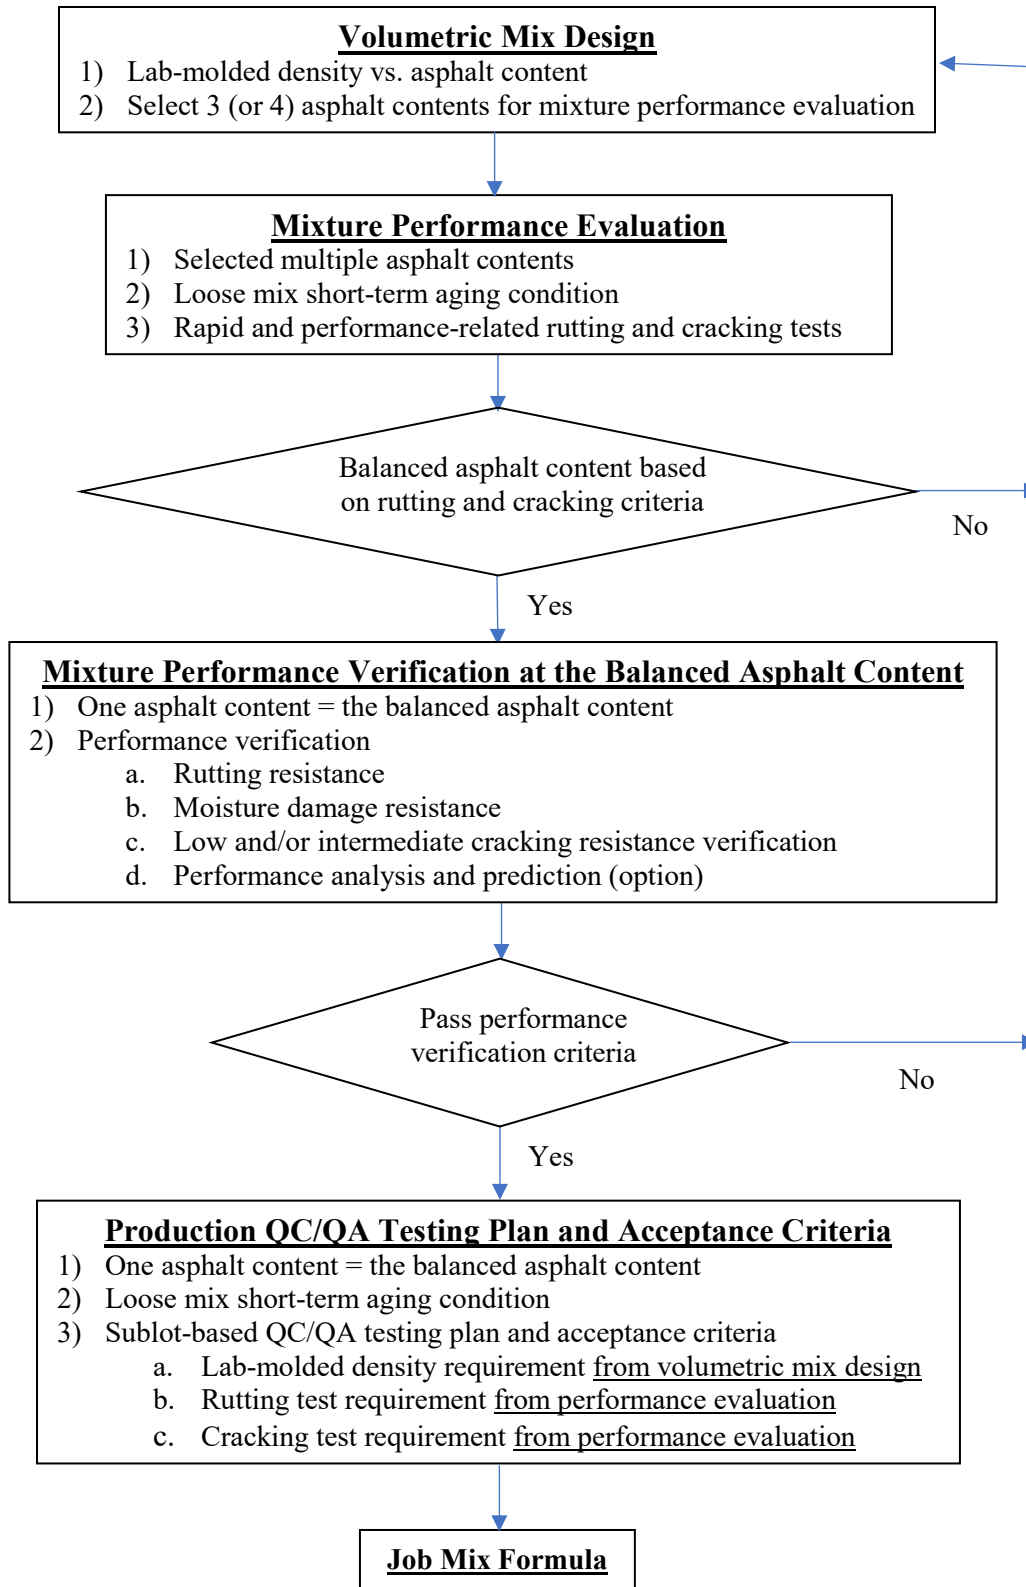 Volumetric Mix Design
1) Lab-molded density vs. asphalt content
2) Select 3 (or 4) asphalt contents for mixture performance evaluation
Mixture Performance Evaluation
1) Selected multiple asphalt contents
2) Loose mix short-term aging condition
3) Rapid and performance-related rutting and cracking tests
Balanced asphalt content based
on rutting and cracking criteria
No
Yes
Mixture Performance Verification at the Balanced Asphalt Content
1) One asphalt content = the balanced asphalt content
2) Performance verification
a. Rutting resistance
b. Moisture damage resistance
c. Low and/or intermediate cracking resistance verification
d. Performance analysis and prediction (option)
Pass performance
verification criteria
No
Yes
Production QC/QA Testing Plan and Acceptance Criteria
1) One asphalt content = the balanced asphalt content
2) Loose mix short-term aging condition
3) Sublot-based QC/QA testing plan and acceptance criteria
a. Lab-molded density requirement from volumetric mix design
b. Rutting test requirement from performance evaluation
c. Cracking test requirement from performance evaluation
Job Mix Formula